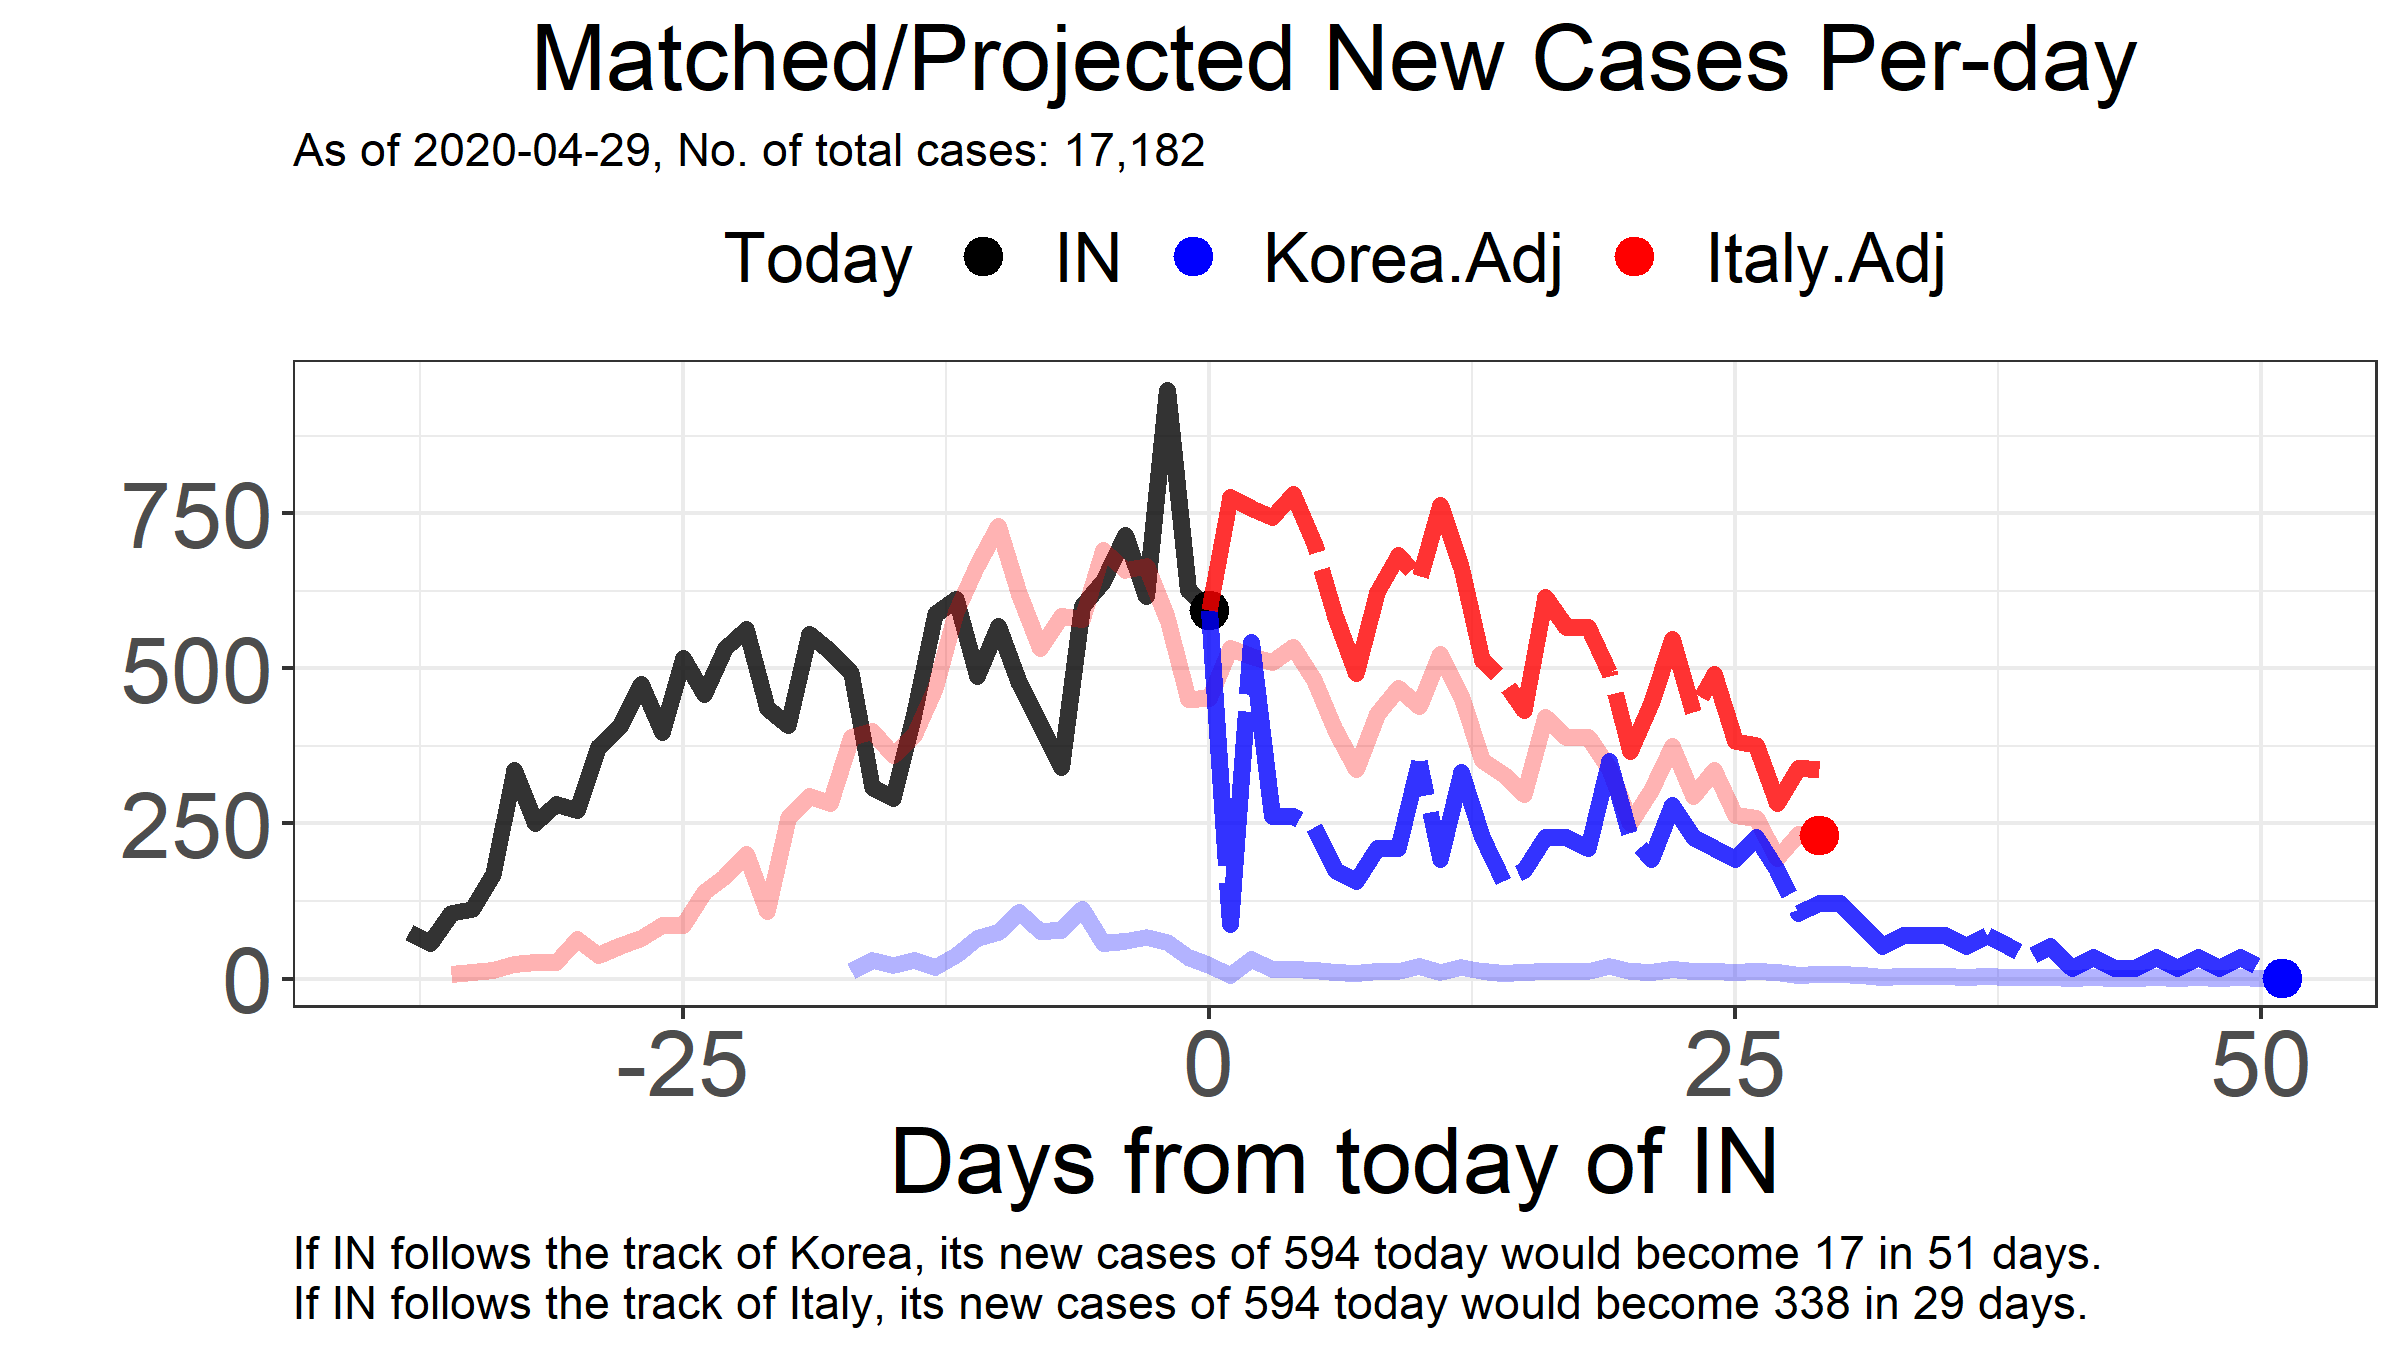 Matched/Projected New Cases Per-day
As of 2020-04-29, No. of total cases: 17,182
Today IN Korea.Adj Italy.Adj
750
500
250
0
-25 0 25 50
Days from today of IN
If IN follows the track of Korea, its new cases of 594 today would become 17 in 51 days.
If IN follows the track of Italy, its new cases of 594 today would become 338 in 29 days.